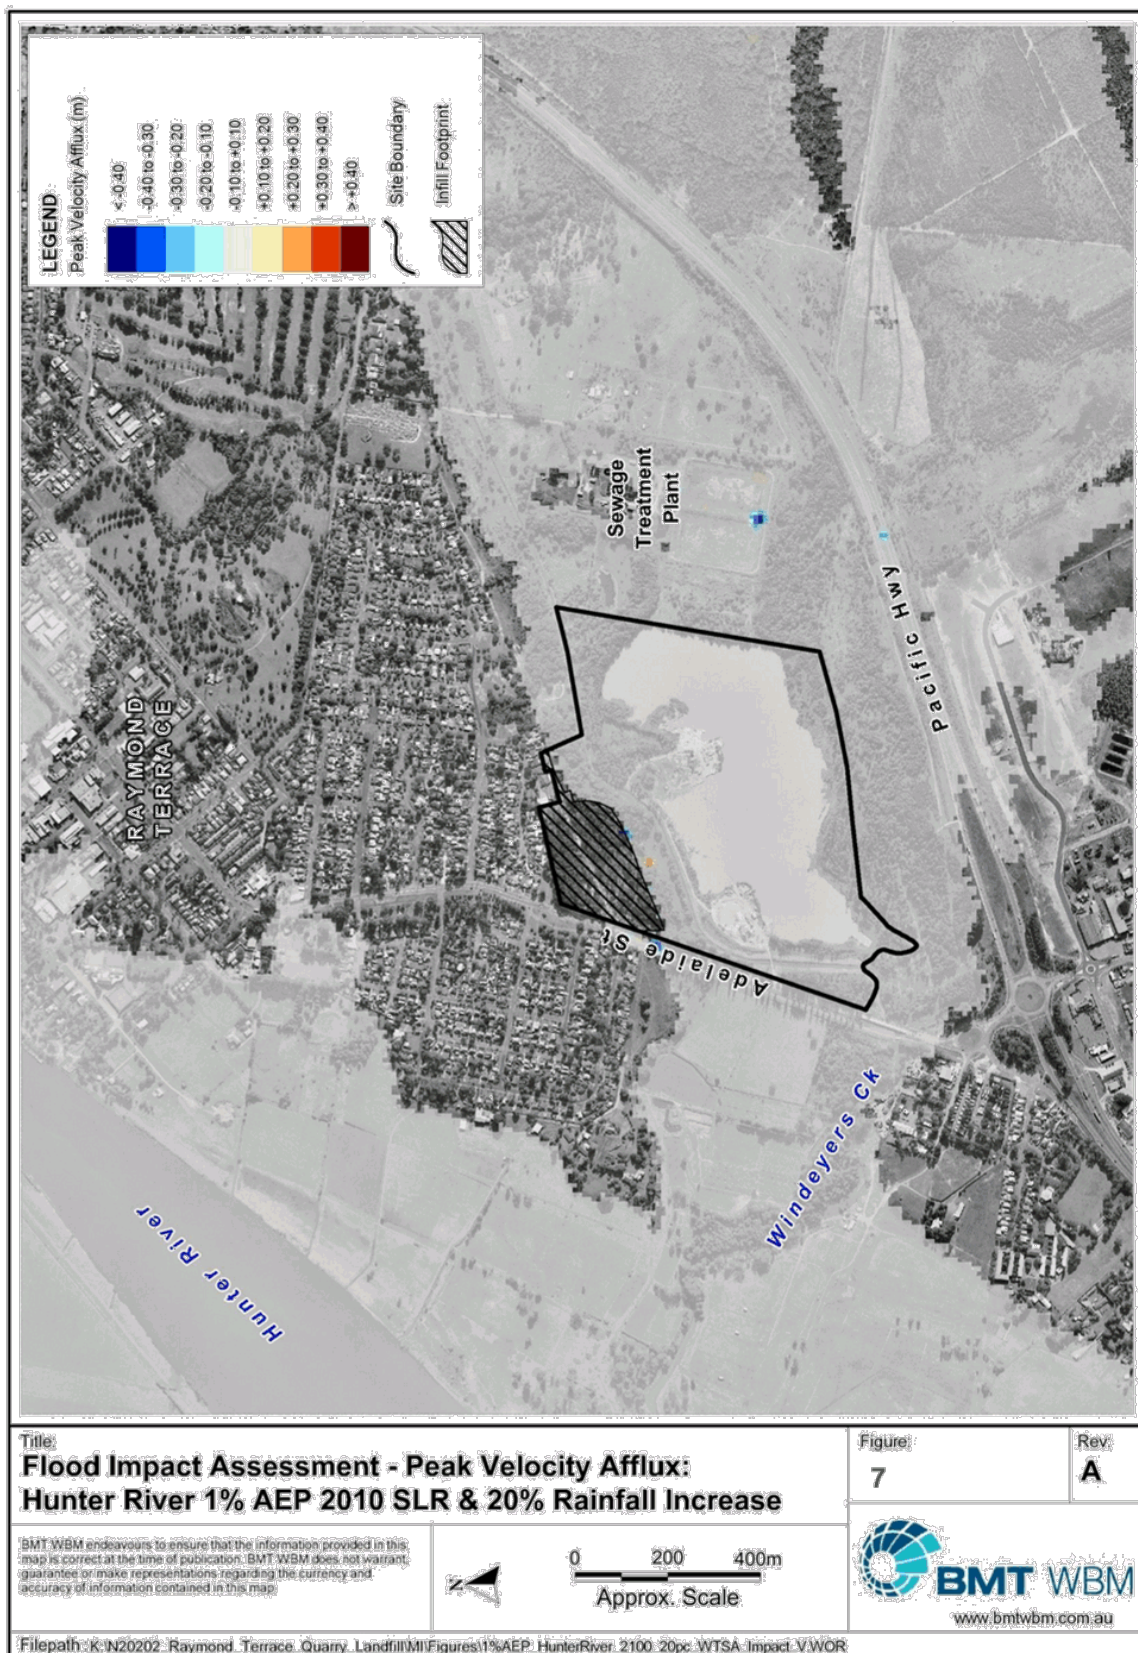 LEGEND
Peak Velocity Afflux (m)
< -0.40
-0.40 to -0.30
-0.30 to -0.20
-0.20 to -0.10
-0.10 to +0.10
+0.10 to +0.20
+0.20 to +0.30
+0.30 to +0.40
> +0.40
Site Boundary
Infill Footprint
Sewage
Treatment
Plant
RAYMOND
TERRACE
Pacific Hwy
Adelaide St
Windeyers Ck
Hunter River
Title:
Flood Impact Assessment - Peak Velocity Afflux:
Hunter River 1% AEP 2010 SLR & 20% Rainfall Increase
Figure:
7
Rev:
A
BMT WBM endeavours to ensure that the information provided in this
map is correct at the time of publication. BMT WBM does not warrant,
guarantee or make representations regarding the currency and
accuracy of information contained in this map.
N
0 200 400m
Approx. Scale
BMT WBM
www.bmtwbm.com.au
Filepath: K:N20202_Raymond_Terrace_Quarry_Landfill\MI\Figures\1%AEP_HunterRiver_2100_20pc_WTSA_Impact_V.WOR